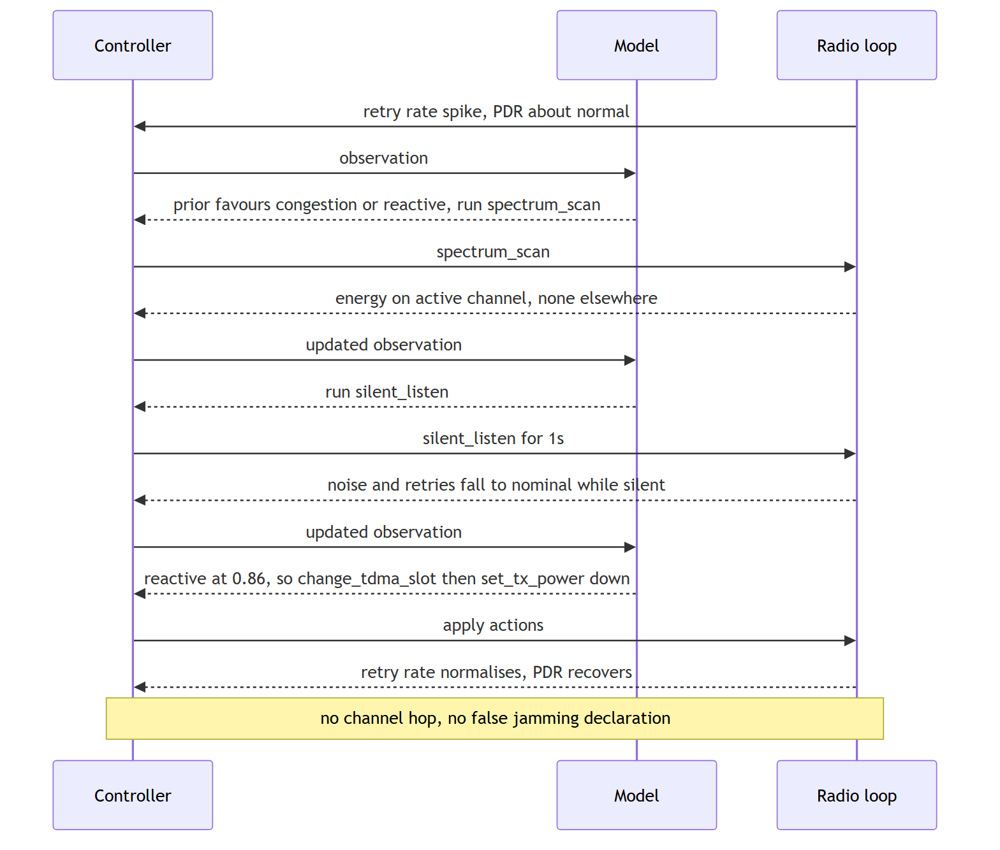 Controller
Model
Radio loop
retry rate spike, PDR about normal
observation
prior favours congestion or reactive, run spectrum_scan
spectrum_scan
energy on active channel, none elsewhere
updated observation
run silent_listen
silent_listen for 1s
noise and retries fall to nominal while silent
updated observation
reactive at 0.86, so change_tdma_slot then set_tx_power down
apply actions
retry rate normalises, PDR recovers
no channel hop, no false jamming declaration
Controller
Model
Radio loop